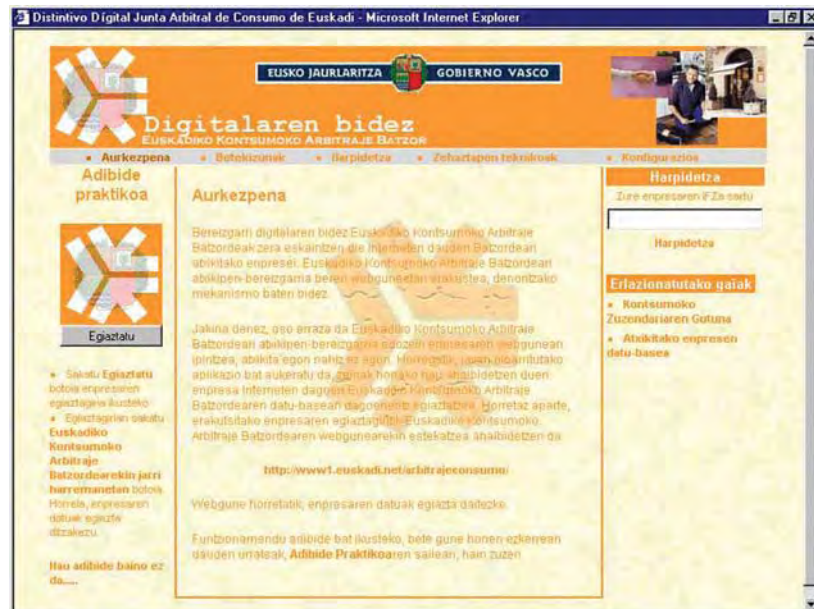 Distintivo Digital Junta Arbitral de Consumo de Euskadi - Microsoft Internet Explorer
EUSKO JAURLARITZA GOBIERNO VASCO
Digitalaren bidez
EUSKADIKO KONTSUMOKO ARBITRAJE BATZOR
Aurkezpena
Betekizunak
Harpidetza
Zehaztapen teknikoak
Konfigurazioa
Adibide
praktikoa
Egiaztatu
Sakatu Egiaztatu
botoia enpresaren
egiaztagiria ikusteko
Egiaztagirian sakatu
Euskadiko
Kontsumoko
Arbitraje
Batzordearekin jarri
harremanetan botoia.
Horrela, enpresaren
datuak egiazta
ditzakezu.
Hau adibide baino ez
da.....
Aurkezpena
Bereizgarri digitalaren bidez Euskadiko Kontsumoko Arbitraje
Batzordeak zera eskaintzen die Interneten dauden Batzordean
atxikitako enpresei: Euskadiko Kontsumoko Arbitraje Batzordean
atxikipen-bereizgarria beren webguneetan erakustea, denontzako
mekanismo baten bidez.
Jakina denez, oso erraza da Euskadiko Kontsumoko Arbitraje
Batzordean atxikipen-bereizgarria edozein enpresaren webgunean
ipintzea, atxikita egon nahiz ez egon. Horregatik,
aplikazio bat aukeratu da, zeinak honako hau ahalbidetzen duen:
enpresa Interneten dagoen Euskadiko Kontsumoko Arbitraje
Batzordearen datu-basean dagoenetz egiaztatzea. Horretaz aparte,
erakutsitako enpresaren egiaztagiria Euskadiko Kontsumoko
Arbitraje Batzordearen webgunearekin estekatzea ahalbidetzen da:
http://www1.euskadi.net/arbitrajeconsumo/
Webgune horretatik, enpresaren datuak egiazta daitezke.
Funtzionamendu adibide bat ikusteko, bete gune honen ezkerrean
dauden urratsak, Adibide Praktikoaren sailean, hain zuzen.
Harpidetza
Zure enpresaren IFZa sartu
Harpidetza
Erlazionatutako gaiak
Kontsumoko
Zuzendariaren Gutuna
Atxikitako enpresen
datu-basea